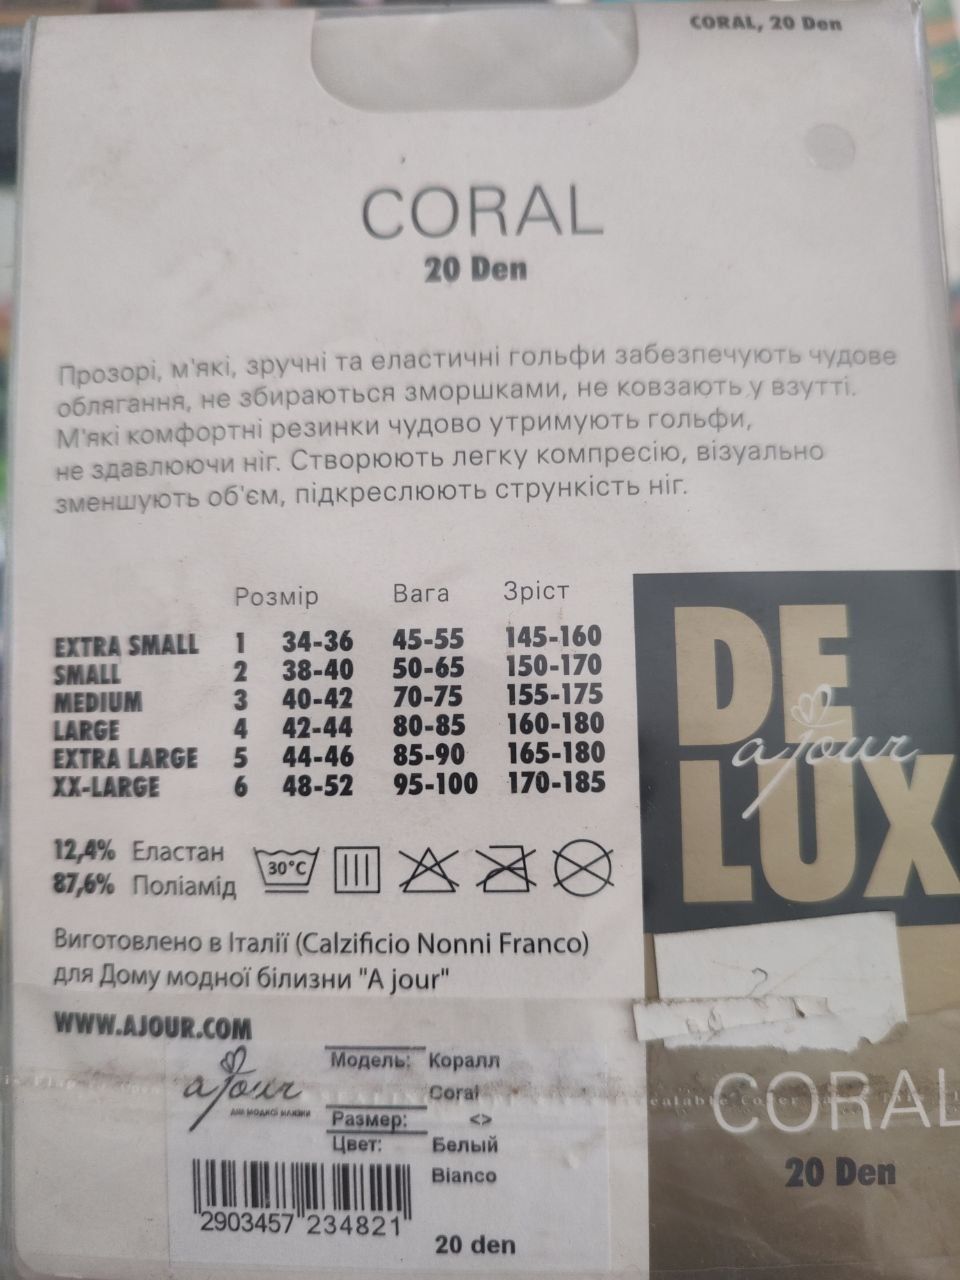 CORAL, 20 Den
CORAL
20 Den
Прозорі, м'які, зручні та еластичні гольфи забезпечують чудове
облягання, не збираються зморшками, не ковзають у взутті.
М'які комфортні резинки чудово утримують гольфи,
не здавлюючи ніг. Створюють легку компресію, візуально
зменшують об'єм, підкреслюють стрункість ніг.
Розмір Вага Зріст
EXTRA SMALL 1 34-36 45-55 145-160
SMALL 2 38-40 50-65 150-170
MEDIUM 3 40-42 70-75 155-175
LARGE 4 42-44 80-85 160-180
EXTRA LARGE 5 44-46 85-90 165-180
XX-LARGE 6 48-52 95-100 170-185
DE
ajour
LUX
12,4% Еластан
87,6% Поліамід
30°C
Виготовлено в Італії (Calzificio Nonni Franco)
для Дому модної білизни "A jour"
WWW.AJOUR.COM
ajour
дім модної білизни
Модель: Коралл
Coral
Размер: <>
Цвет: Белый
Bianco
2903457 234821
20 den
CORAL
20 Den